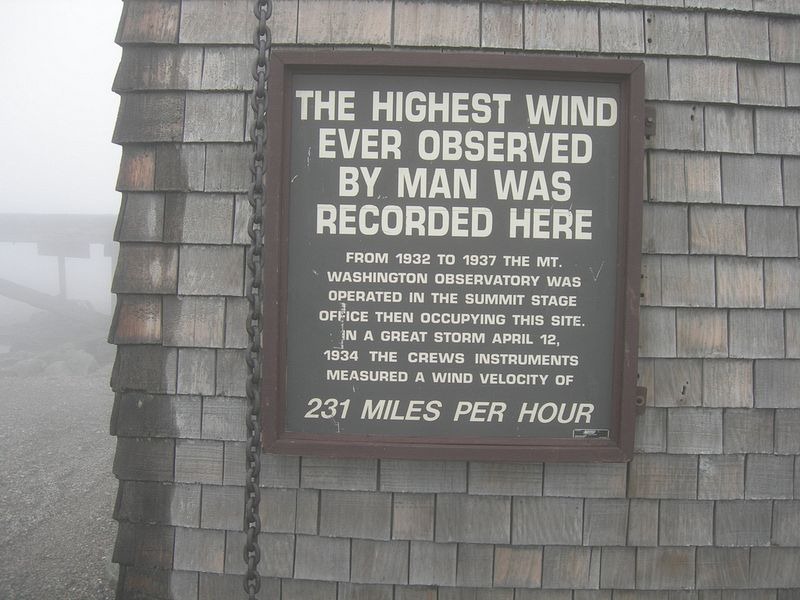 THE HIGHEST WIND
EVER OBSERVED
BY MAN WAS
RECORDED HERE
FROM 1932 TO 1937 THE MT.
WASHINGTON OBSERVATORY WAS
OPERATED IN THE SUMMIT STAGE
OFFICE THEN OCCUPYING THIS SITE.
IN A GREAT STORM APRIL 12,
1934 THE CREWS INSTRUMENTS
MEASURED A WIND VELOCITY OF
231 MILES PER HOUR